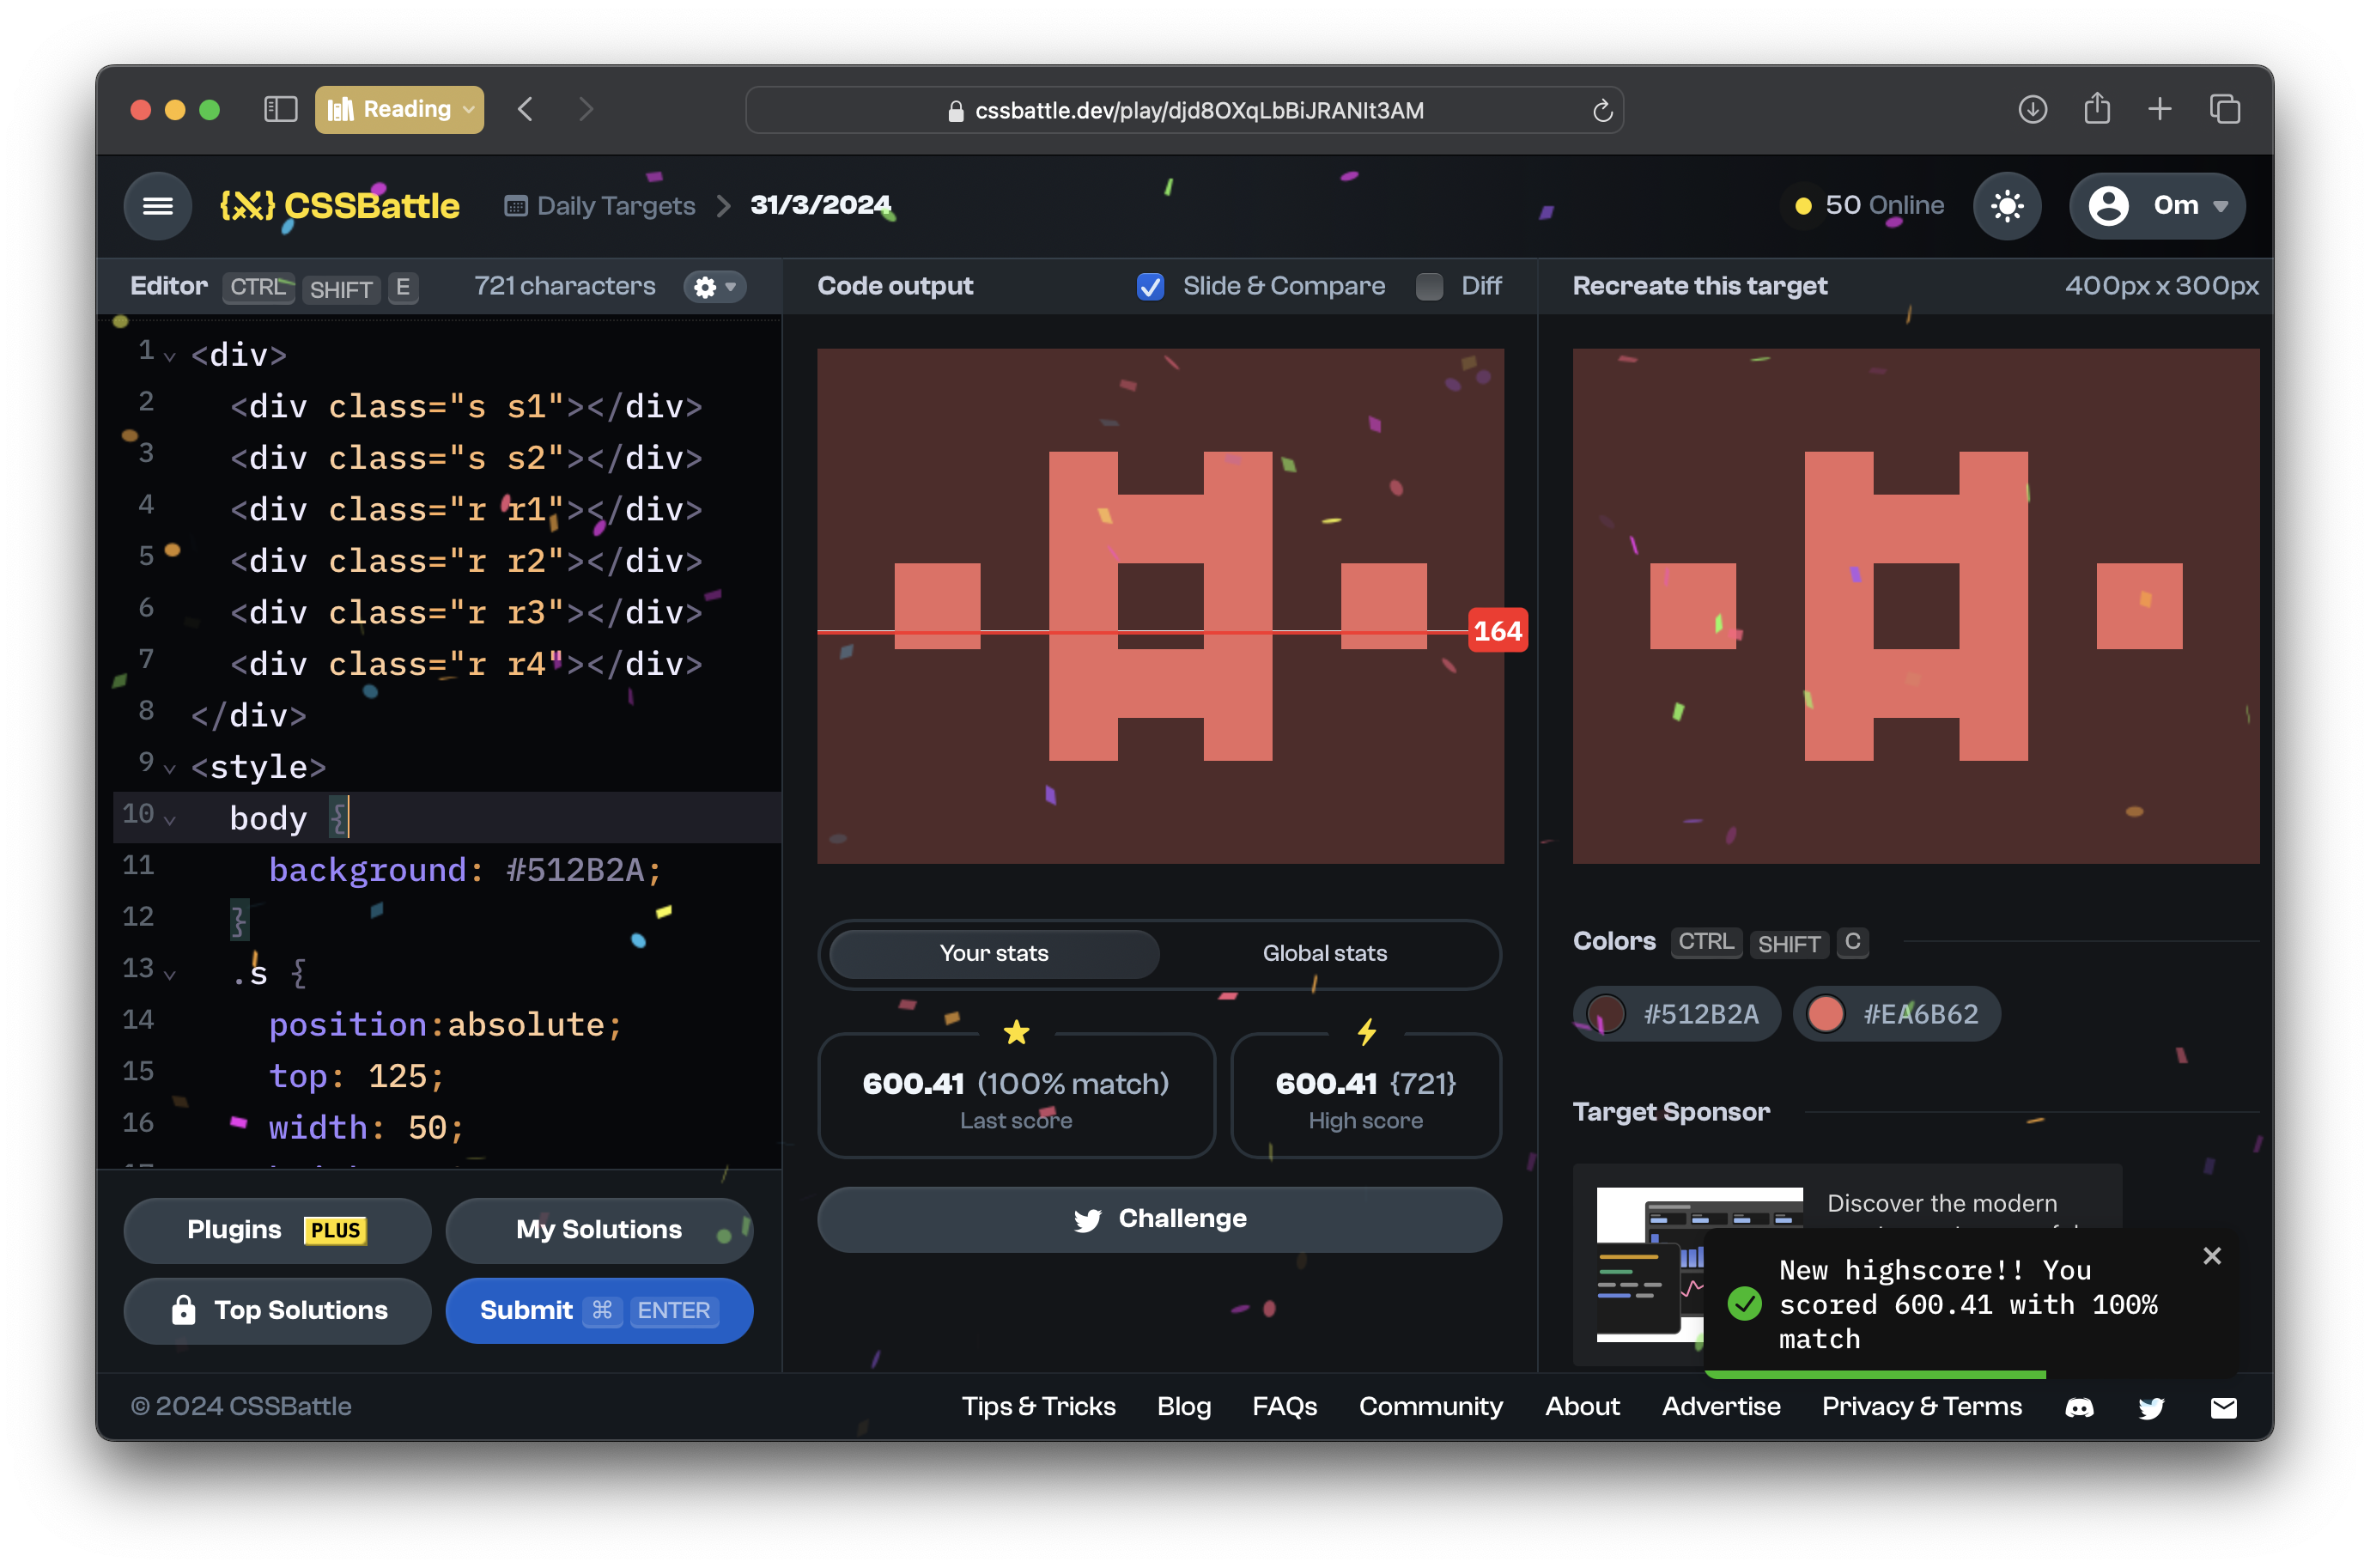 Reading
cssbattle.dev/play/djd8OXqLbBiJRANIt3AM
CSSBattle
Daily Targets
31/3/2024
50 Online
0m
Editor CTRL SHIFT E
721 characters
Code output
Slide & Compare
Diff
Recreate this target
400px x 300px
1 <div>
2 <div class="s s1"></div>
3 <div class="s s2"></div>
4 <div class="r r1"></div>
5 <div class="r r2"></div>
6 <div class="r r3"></div>
7 <div class="r r4"></div>
8 </div>
9 <style>
10 body {
11 background: #512B2A;
12 }
13 .s {
14 position:absolute;
15 top: 125;
16 width: 50;
164
Your stats
Global stats
600.41 (100% match)
Last score
600.41 {721}
High score
Challenge
Colors CTRL SHIFT C
#512B2A
#EA6B62
Target Sponsor
Discover the modern
New highscore!! You
scored 600.41 with 100%
match
Plugins PLUS
My Solutions
Top Solutions
Submit ⌘ ENTER
© 2024 CSSBattle
Tips & Tricks
Blog
FAQs
Community
About
Advertise
Privacy & Terms